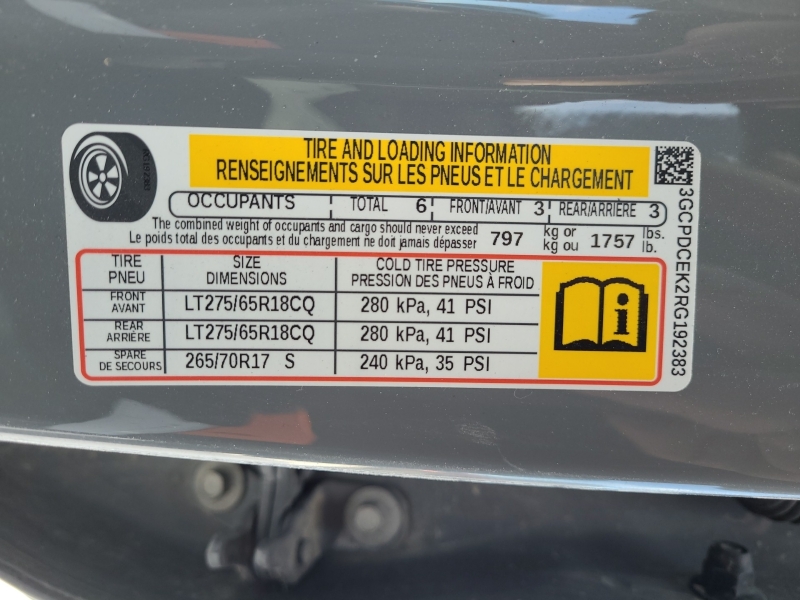 TIRE AND LOADING INFORMATION
RENSEIGNEMENTS SUR LES PNEUS ET LE CHARGEMENT
OCCUPANTS TOTAL 6 FRONT/AVANT 3 REAR/ARRIÈRE 3
The combined weight of occupants and cargo should never exceed
Le poids total des occupants et du chargement ne doit jamais dépasser
797 kg or 1757 lbs.
kg ou lb.
TIRE SIZE COLD TIRE PRESSURE
PNEU DIMENSIONS PRESSION DES PNEUS À FROID
FRONT
AVANT LT275/65R18CQ 280 kPa, 41 PSI
REAR
ARRIÈRE LT275/65R18CQ 280 kPa, 41 PSI
SPARE
DE SECOURS 265/70R17 S 240 kPa, 35 PSI
i
3GCPDCEK2RG192383